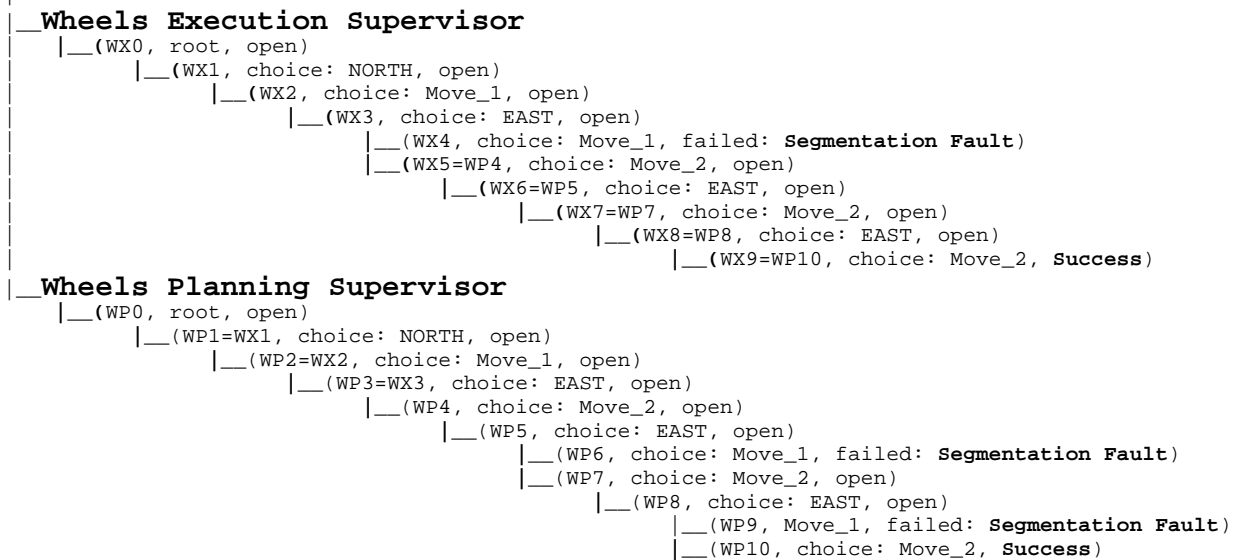 |__Wheels Execution Supervisor
|__(WX0, root, open)
|__(WX1, choice: NORTH, open)
|__(WX2, choice: Move_1, open)
|__(WX3, choice: EAST, open)
|__(WX4, choice: Move_1, failed: Segmentation Fault)
|__(WX5=WP4, choice: Move_2, open)
|__(WX6=WP5, choice: EAST, open)
|__(WX7=WP7, choice: Move_2, open)
|__(WX8=WP8, choice: EAST, open)
|__(WX9=WP10, choice: Move_2, Success)
|__Wheels Planning Supervisor
|__(WP0, root, open)
|__(WP1=WX1, choice: NORTH, open)
|__(WP2=WX2, choice: Move_1, open)
|__(WP3=WX3, choice: EAST, open)
|__(WP4, choice: Move_2, open)
|__(WP5, choice: EAST, open)
|__(WP6, choice: Move_1, failed: Segmentation Fault)
|__(WP7, choice: Move_2, open)
|__(WP8, choice: EAST, open)
|__(WP9, Move_1, failed: Segmentation Fault)
|__(WP10, choice: Move_2, Success)